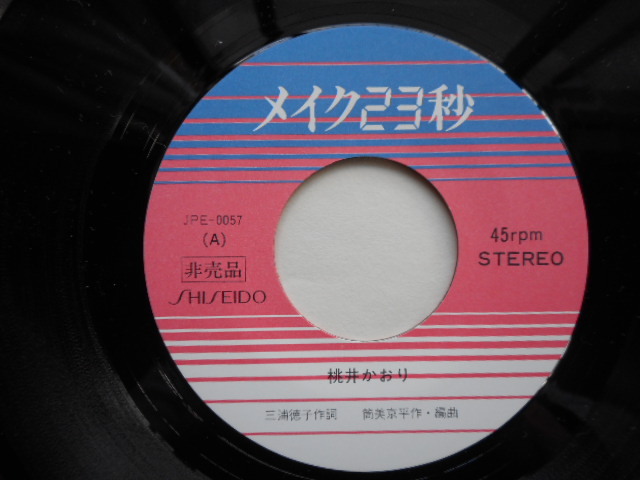 メイク23秒
JPE-0057
(A)
非売品
SHISEIDO
45rpm
STEREO
桃井かおり
三浦徳子作詞 筒美京平作・編曲